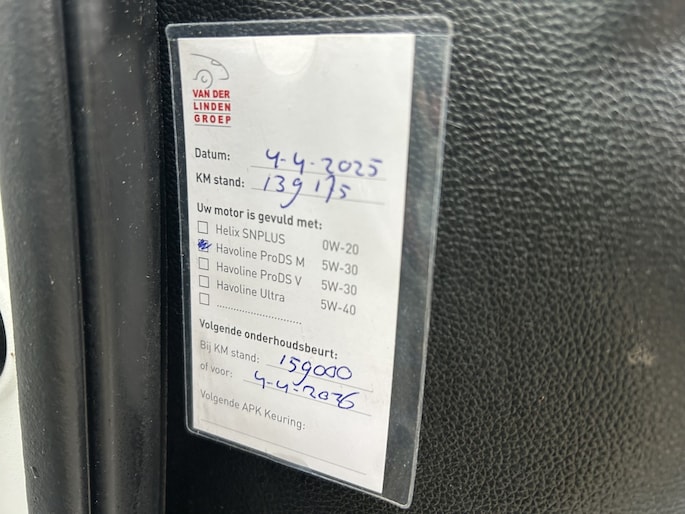 VAN DER
LINDEN
GROEP
Datum: 4-4-2025
KM stand: 139175
Uw motor is gevuld met:
Helix SNPLUS 0W-20
Havoline ProDS M 5W-30
Havoline ProDS V 5W-30
Havoline Ultra 5W-40
..............................
Volgende onderhoudsbeurt:
Bij KM stand: 159000
of voor: 4-4-2026
Volgende APK Keuring: